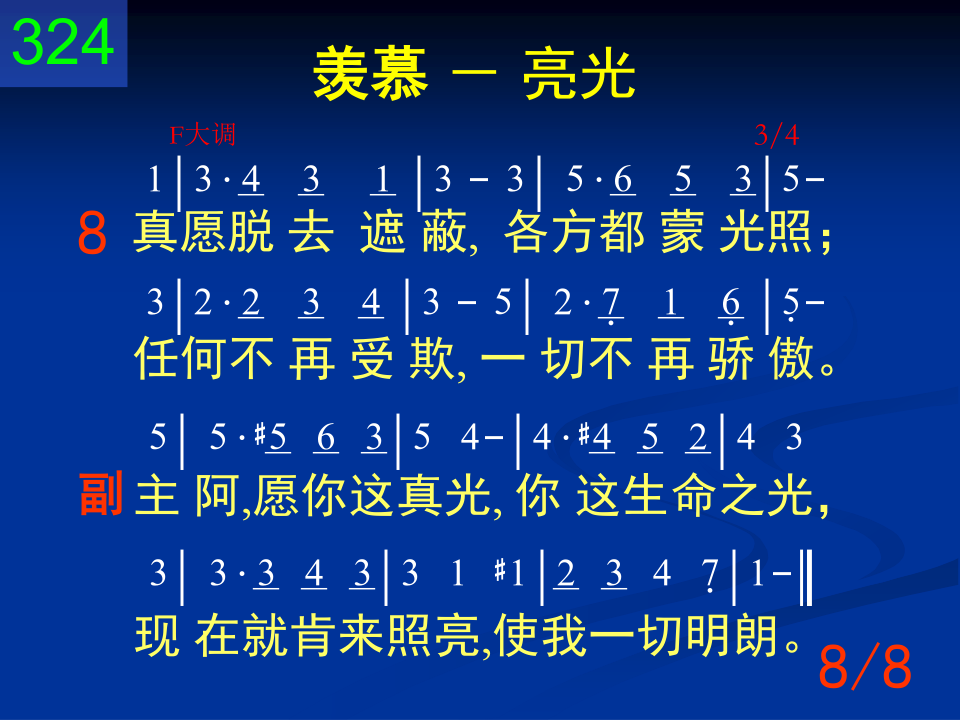 324
羡慕 － 亮光
F大调 3/4
1│3·4 3 1│3 - 3│ 5·6 5 3│5-
8 真愿脱 去 遮 蔽, 各方都 蒙 光照；
3│2·2 3 4│3 - 5│ 2·7̣ 1 6̣ │5̣-
任何不 再 受 欺, 一 切不 再 骄 傲。
5│ 5·♯5 6 3│5 4-│4·♯4 5 2│4 3
副 主 阿,愿你这真光, 你 这生命之光，
3│ 3·3 4 3│3 1 ♯1│2 3 4 7̣│1-║
现 在就肯来照亮,使我一切明朗。
8/8